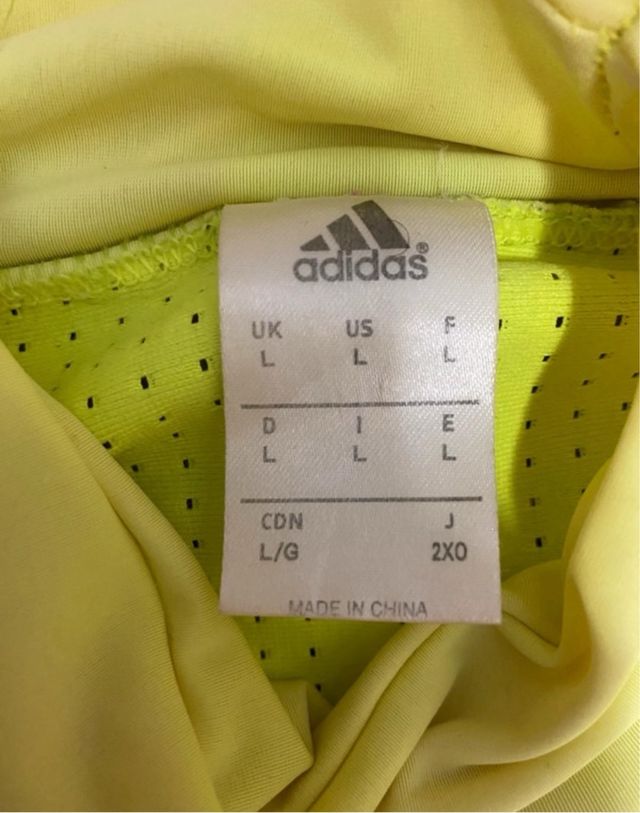 adidas®
UK US F
L L L
D I E
L L L
CDN J
L/G 2XO
MADE IN CHINA